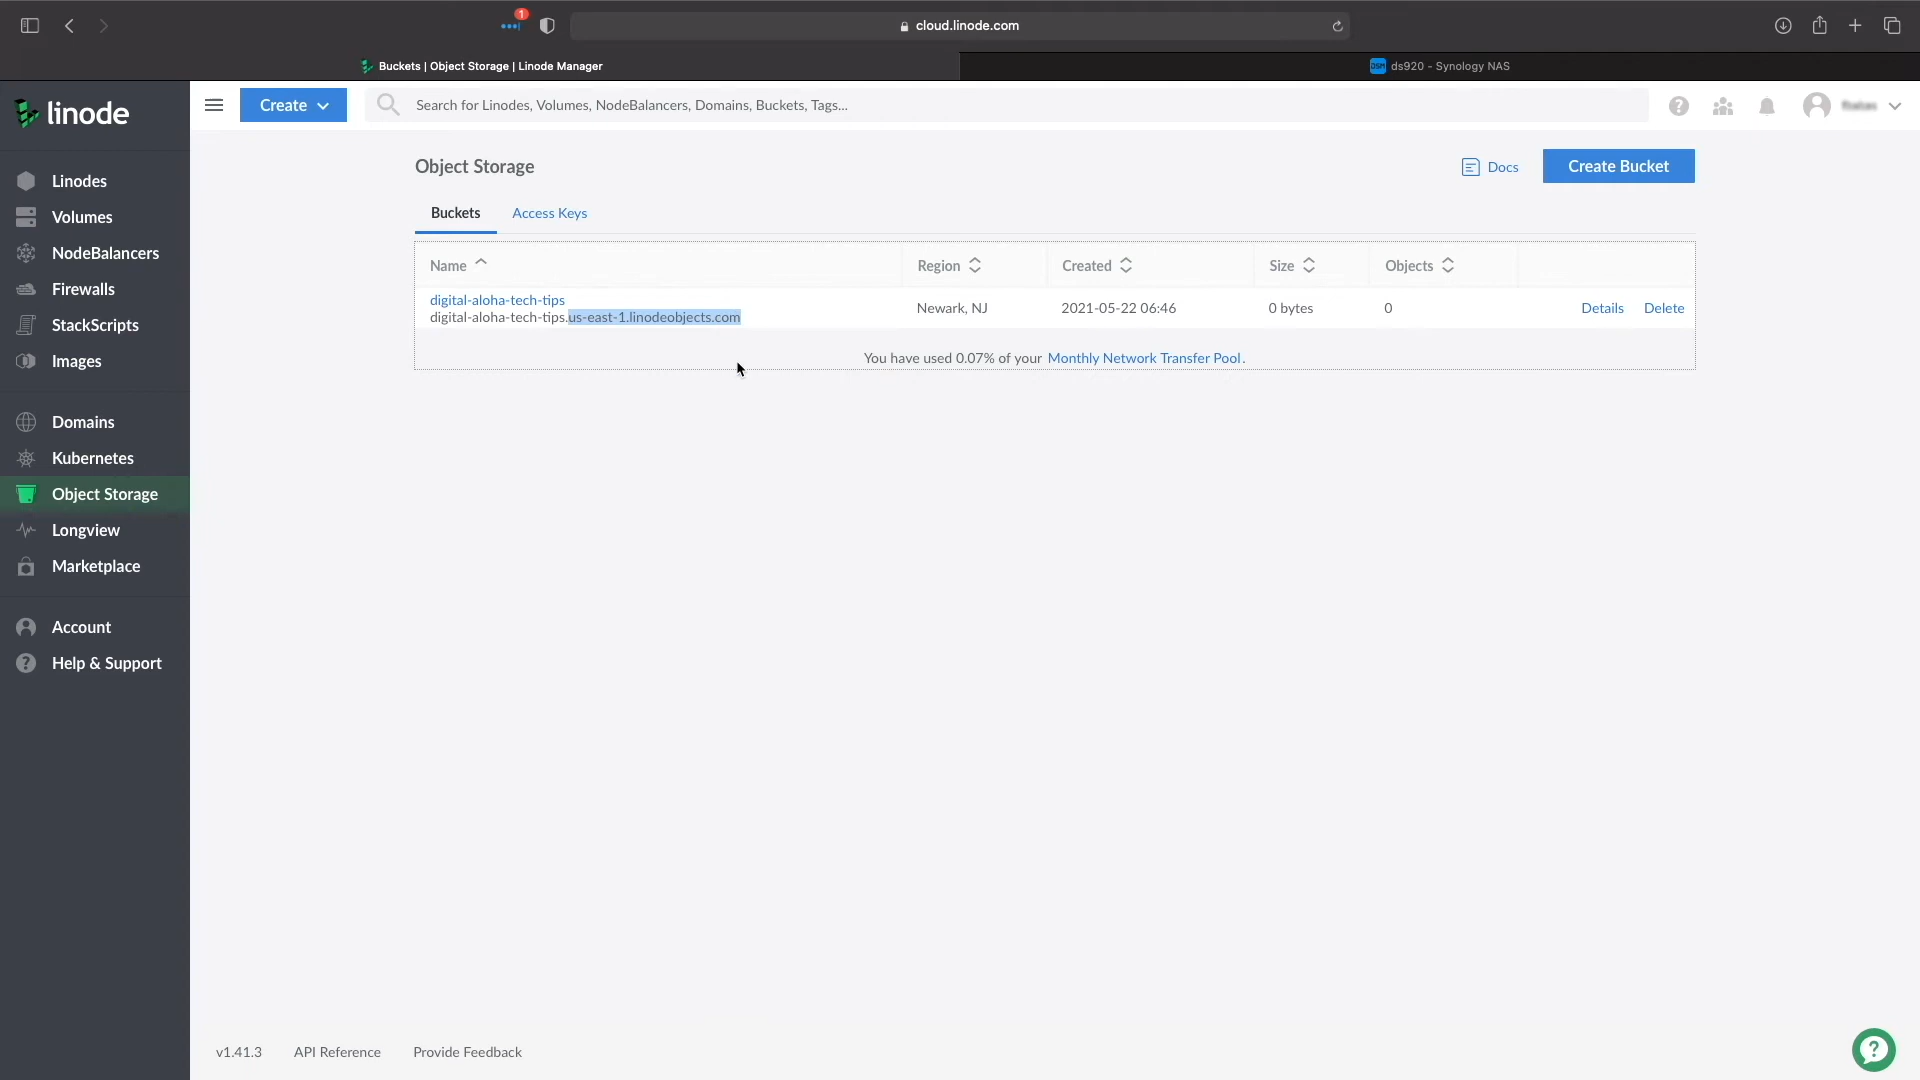 1
cloud.linode.com
Buckets | Object Storage | Linode Manager
DSM ds920 - Synology NAS
linode
Create
Search for Linodes, Volumes, NodeBalancers, Domains, Buckets, Tags...
Linodes
Volumes
NodeBalancers
Firewalls
StackScripts
Images
Domains
Kubernetes
Object Storage
Longview
Marketplace
Account
Help & Support
Object Storage
Docs
Create Bucket
Buckets
Access Keys
Name Region Created Size Objects
digital-aloha-tech-tips
digital-aloha-tech-tips.us-east-1.linodeobjects.com
Newark, NJ 2021-05-22 06:46 0 bytes 0 Details Delete
You have used 0.07% of your Monthly Network Transfer Pool.
v1.41.3 API Reference Provide Feedback